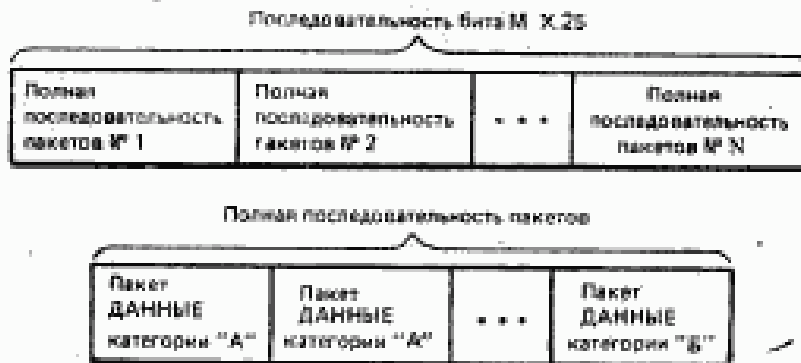 Последовательность бита М X.25
Полная
последовательность
пакетов № 1
Полная
последовательность
пакетов № 2
• • •
Полная
последовательность
пакетов № N
Полная последовательность пакетов
Пакет
ДАННЫЕ
категории "А"
Пакет
ДАННЫЕ
категории "А"
• • •
Пакет
ДАННЫЕ
категории "Б"